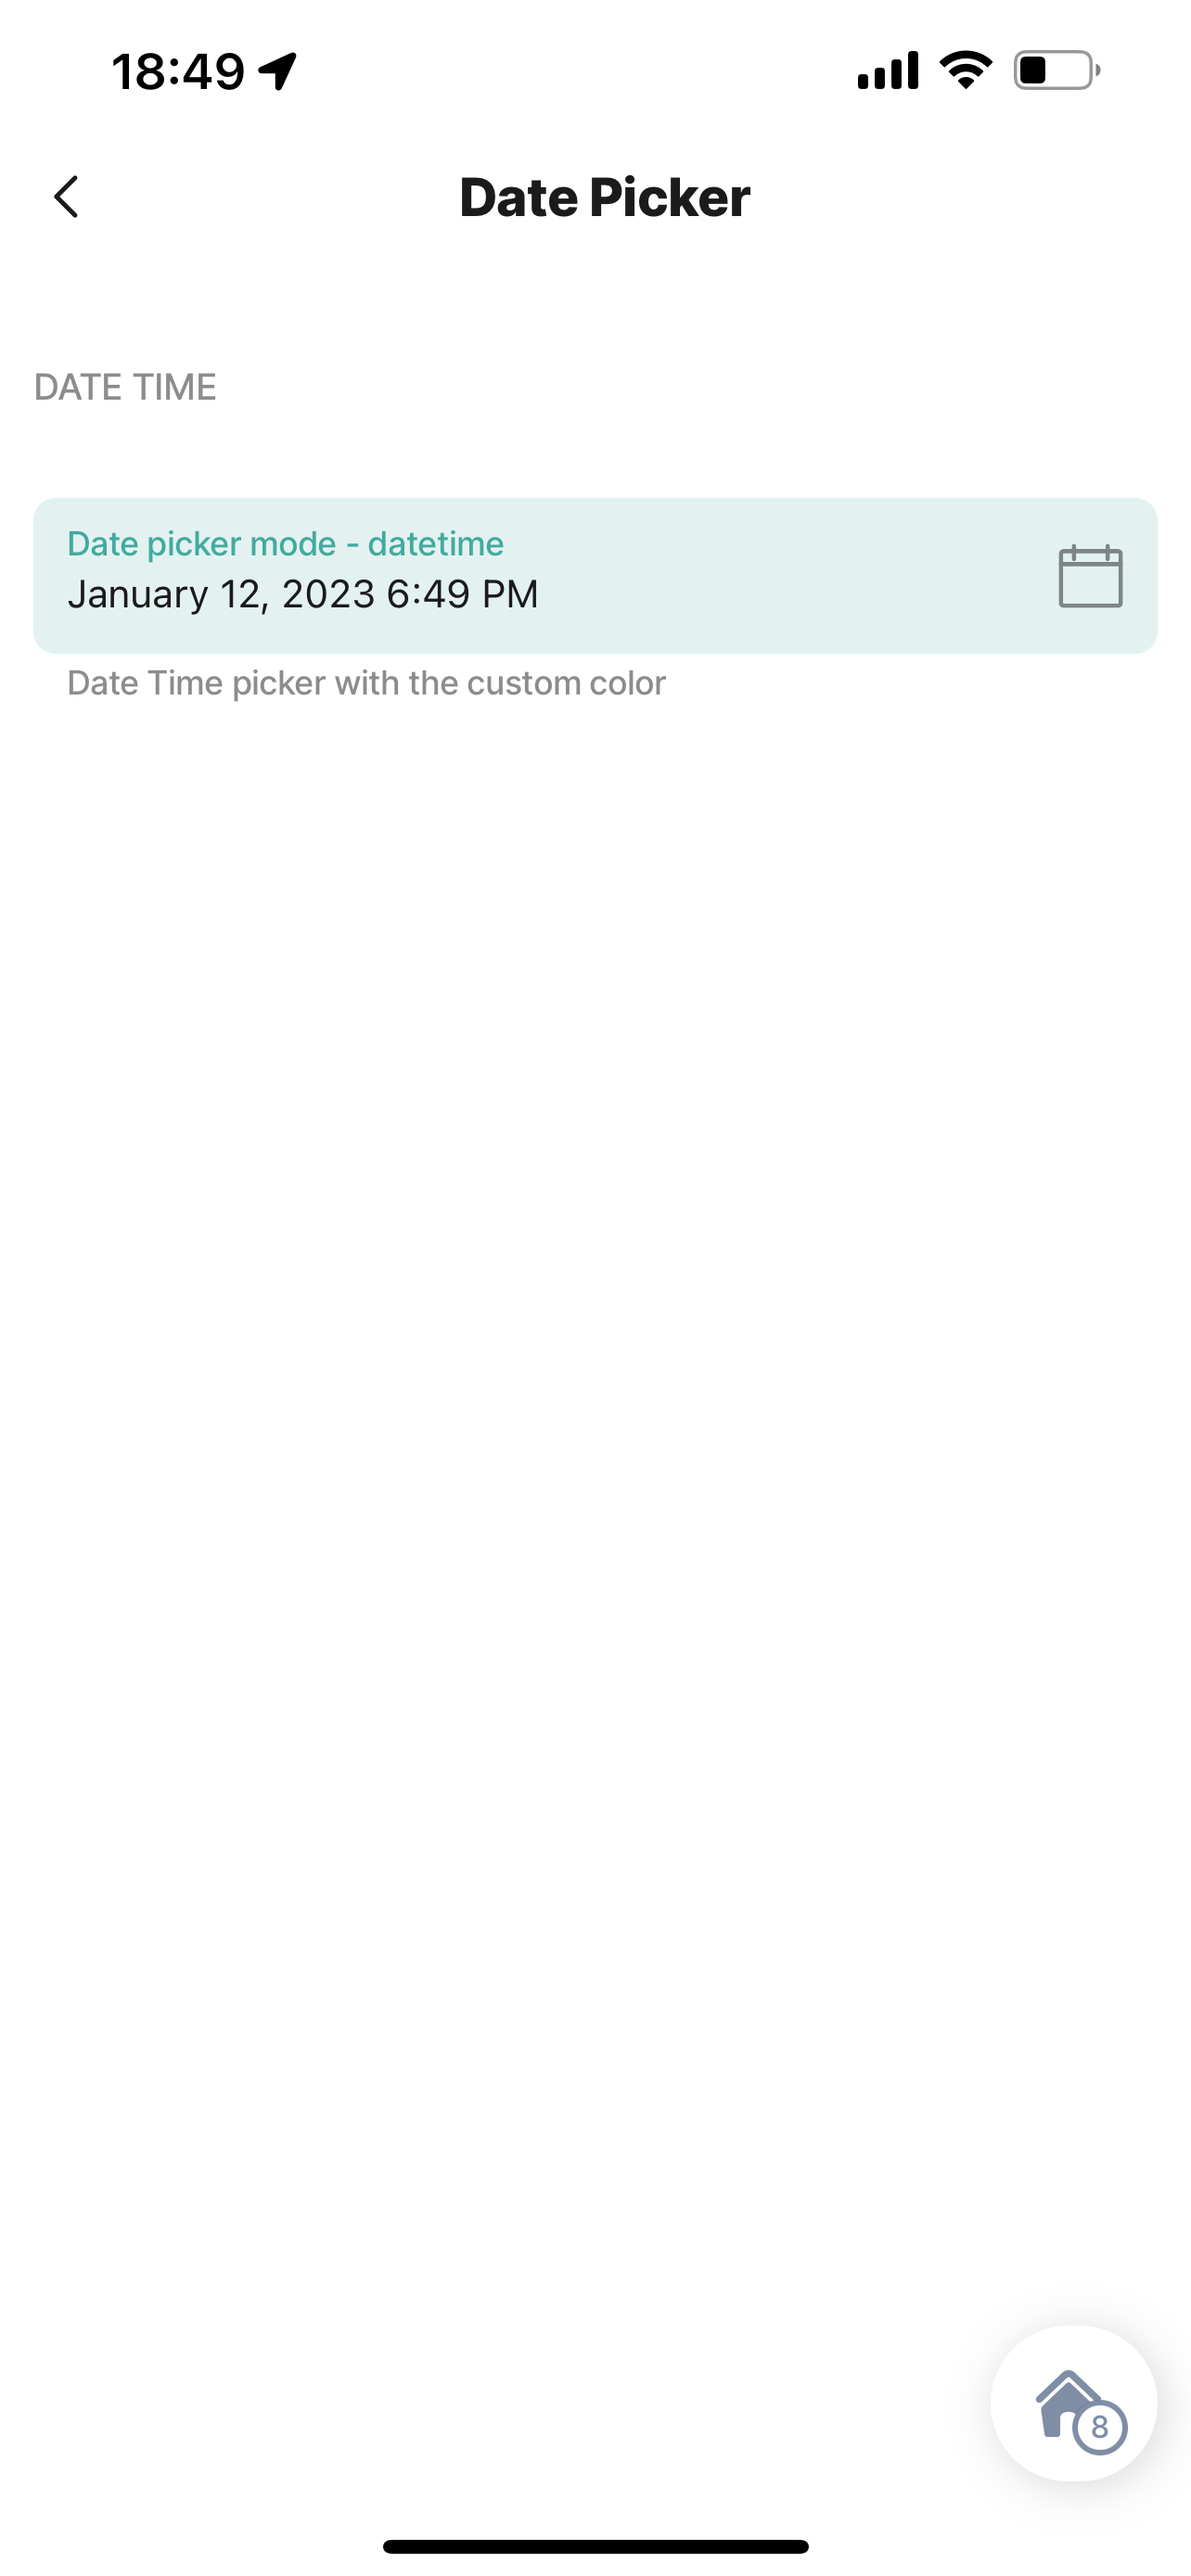 18:49
Date Picker
DATE TIME
Date picker mode - datetime
January 12, 2023 6:49 PM
Date Time picker with the custom color
8